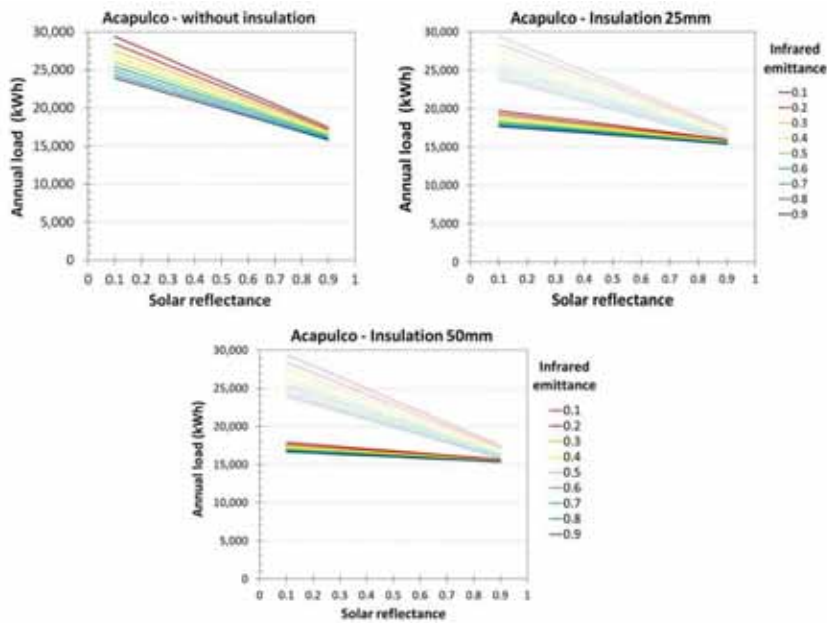 Acapulco - without insulation
30,000
25,000
20,000
15,000
10,000
5,000
0
Annual load (kWh)
0 0.1 0.2 0.3 0.4 0.5 0.6 0.7 0.8 0.9 1
Solar reflectance
Acapulco - Insulation 25mm
30,000
25,000
20,000
15,000
10,000
5,000
0
Annual load (kWh)
0 0.1 0.2 0.3 0.4 0.5 0.6 0.7 0.8 0.9 1
Solar reflectance
Infrared
emittance
0.1
0.2
0.3
0.4
0.5
0.6
0.7
0.8
0.9
Acapulco - Insulation 50mm
30,000
25,000
20,000
15,000
10,000
5,000
0
Annual load (kWh)
0 0.1 0.2 0.3 0.4 0.5 0.6 0.7 0.8 0.9 1
Solar reflectance
Infrared
emittance
0.1
0.2
0.3
0.4
0.5
0.6
0.7
0.8
0.9